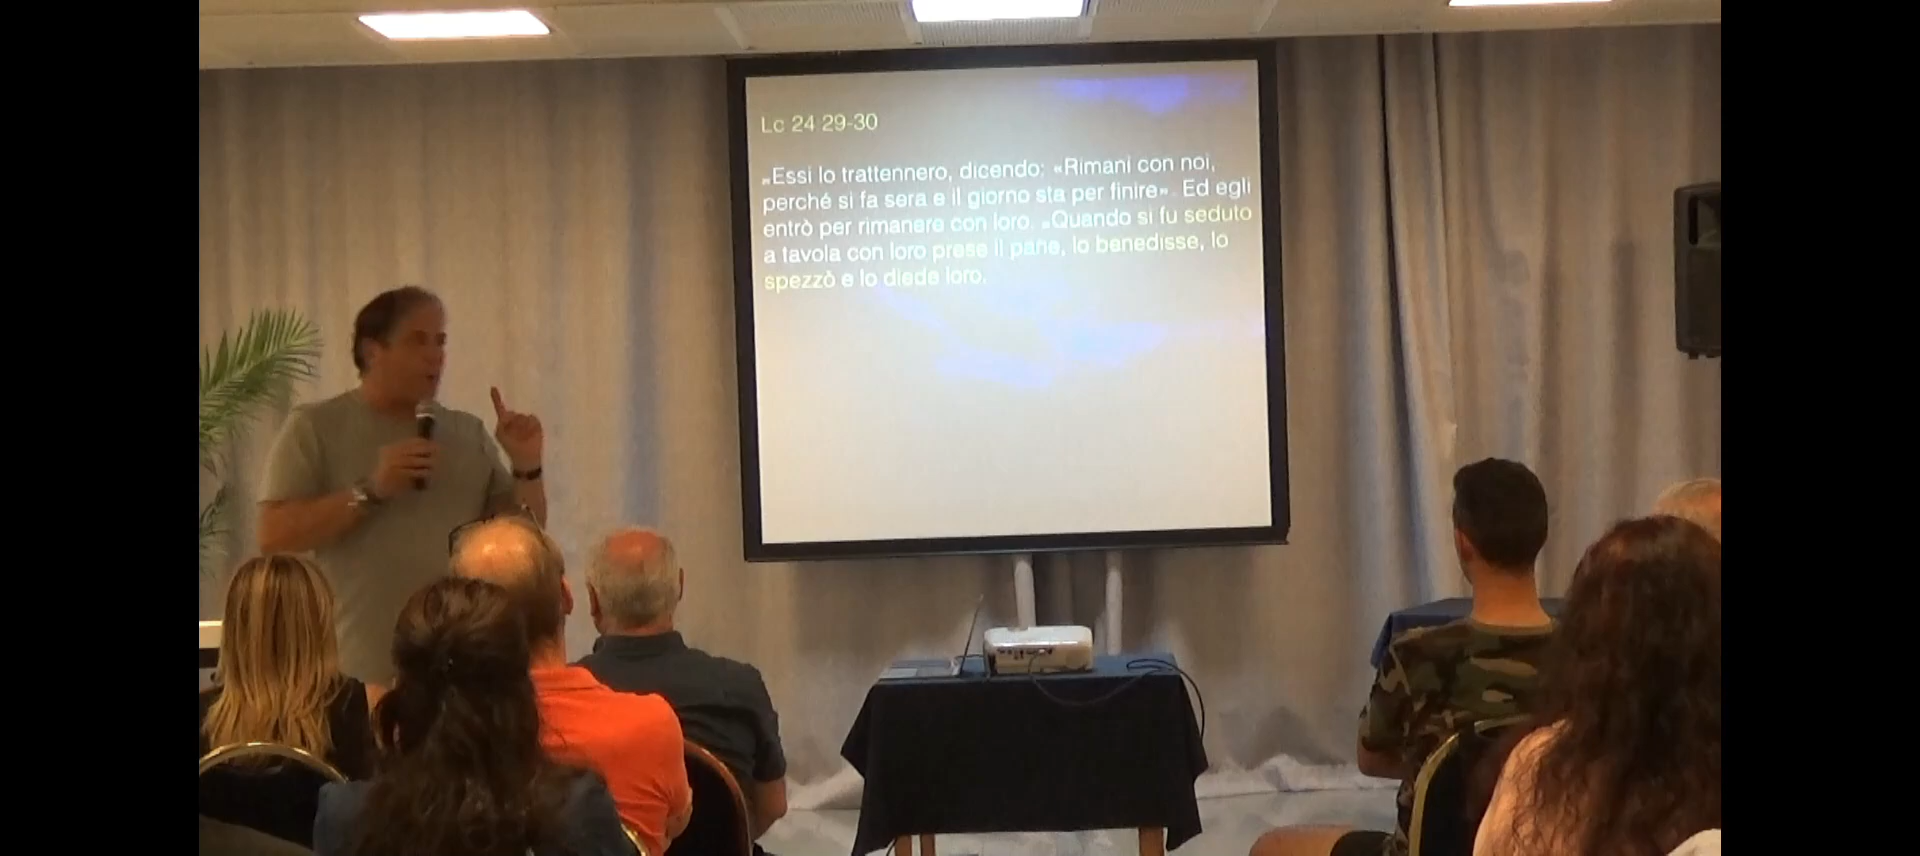 Lc 24 29-30
„Essi lo trattennero, dicendo: «Rimani con noi,
perché si fa sera e il giorno sta per finire». Ed egli
entrò per rimanere con loro. „Quando si fu seduto
a tavola con loro prese il pane, lo benedisse, lo
spezzò e lo diede loro.